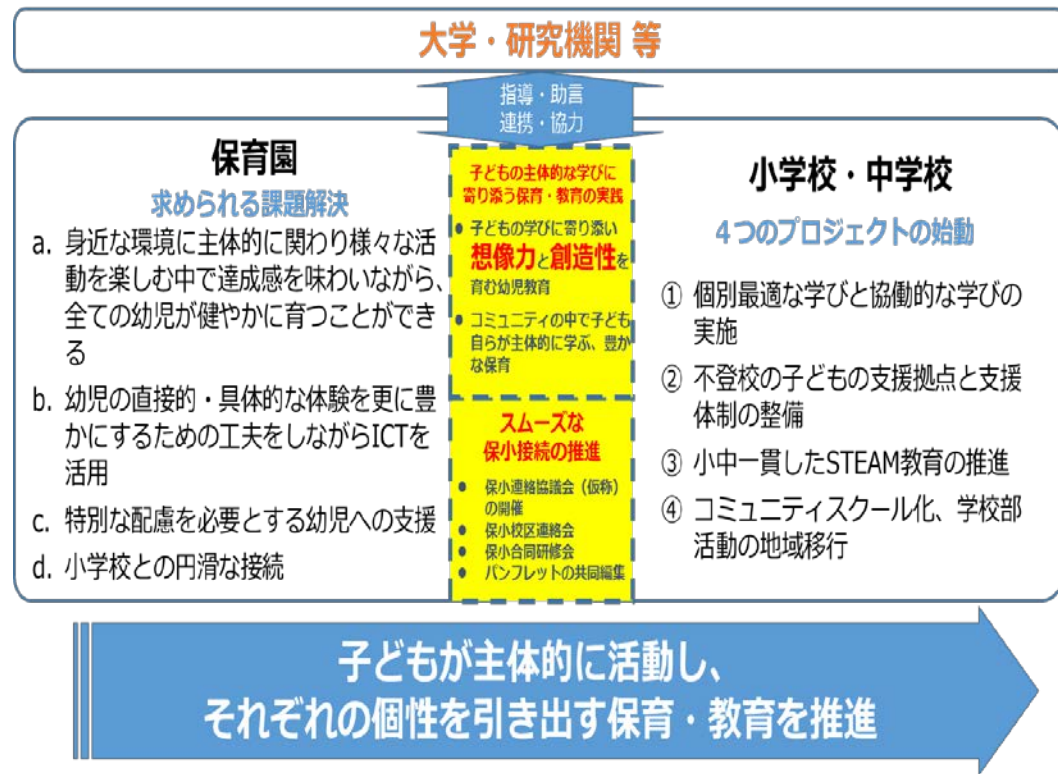 大学・研究機関 等
指導・助言
連携・協力
保育園
求められる課題解決
a. 身近な環境に主体的に関わり様々な活
動を楽しむ中で達成感を味わいながら、
全ての幼児が健やかに育つことができ
る
b. 幼児の直接的・具体的な体験を更に豊
かにするための工夫をしながらICTを
活用
c. 特別な配慮を必要とする幼児への支援
d. 小学校との円滑な接続
子どもの主体的な学びに
寄り添う保育・教育の実践
● 子どもの学びに寄り添い
想像力と創造性を
育む幼児教育
● コミュニティの中で子ども
自らが主体的に学ぶ、豊か
な保育
スムーズな
保小接続の推進
● 保小連絡協議会（仮称）
の開催
● 保小校区連絡会
● 保小合同研修会
● パンフレットの共同編集
小学校・中学校
４つのプロジェクトの始動
① 個別最適な学びと協働的な学びの
実施
② 不登校の子どもの支援拠点と支援
体制の整備
③ 小中一貫したSTEAM教育の推進
④ コミュニティスクール化、学校部
活動の地域移行
子どもが主体的に活動し、
それぞれの個性を引き出す保育・教育を推進